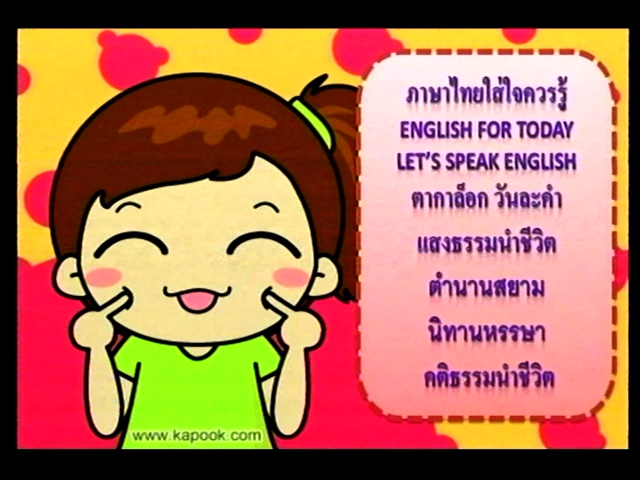 ภาษาไทยใส่ใจควรรู้
ENGLISH FOR TODAY
LET'S SPEAK ENGLISH
ตากาล็อก วันละคำ
แสงธรรมนำชีวิต
ตำนานสยาม
นิทานหรรษา
คติธรรมนำชีวิต
www.kapook.com